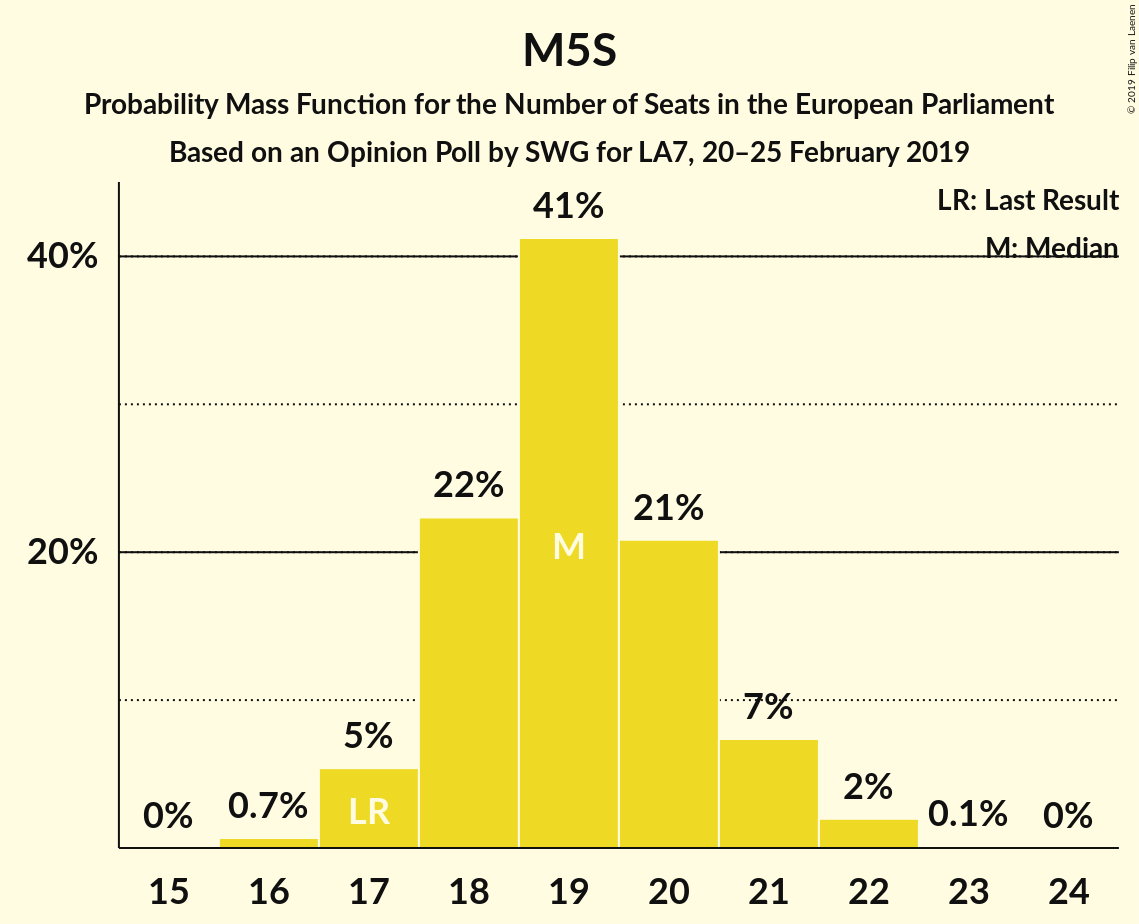 M5S
Probability Mass Function for the Number of Seats in the European Parliament
Based on an Opinion Poll by SWG for LA7, 20–25 February 2019
© 2019 Filip van Laenen
LR: Last Result
M: Median
40%
20%
0%
0.7%
5%
22%
41%
21%
7%
2%
0.1%
0%
LR
M
15 16 17 18 19 20 21 22 23 24